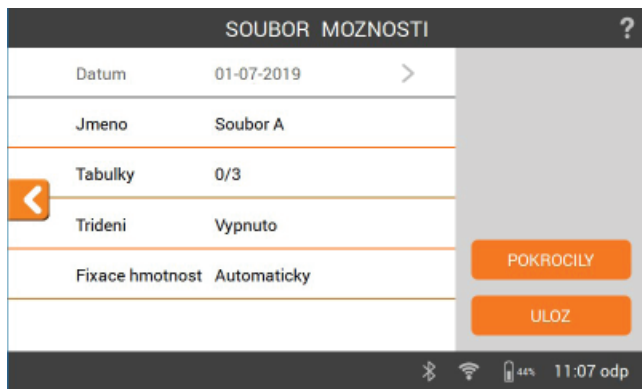 SOUBOR MOZNOSTI ?
Datum 01-07-2019
Jmeno Soubor A
Tabulky 0/3
Trideni Vypnuto
Fixace hmotnost Automaticky
POKROCILY
ULOZ
44% 11:07 odp